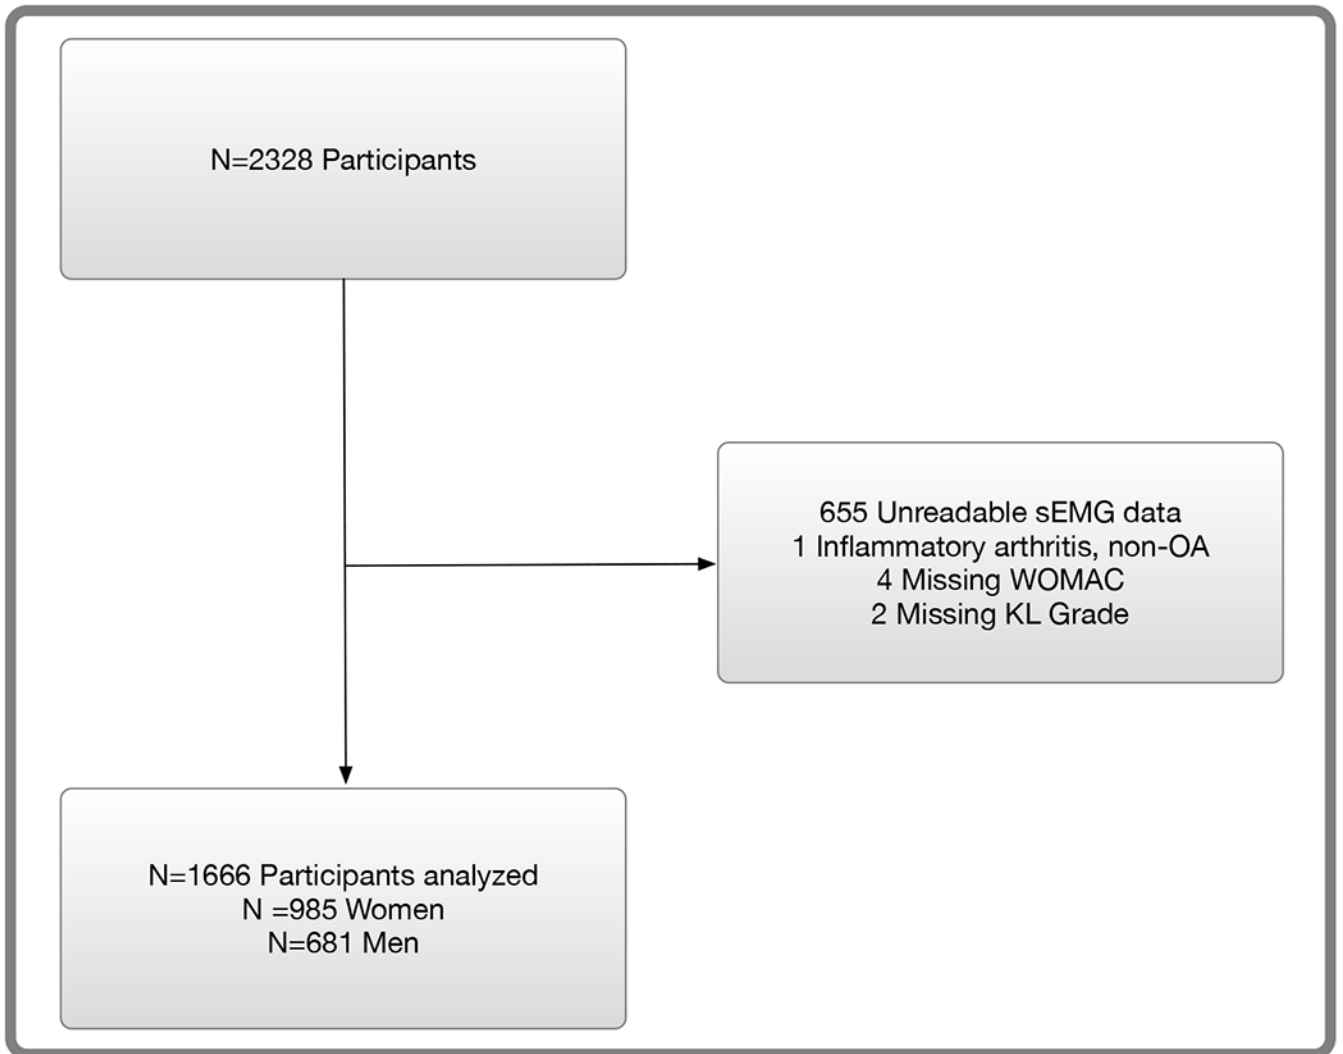 N=2328 Participants
655 Unreadable sEMG data
1 Inflammatory arthritis, non-OA
4 Missing WOMAC
2 Missing KL Grade
N=1666 Participants analyzed
N =985 Women
N=681 Men